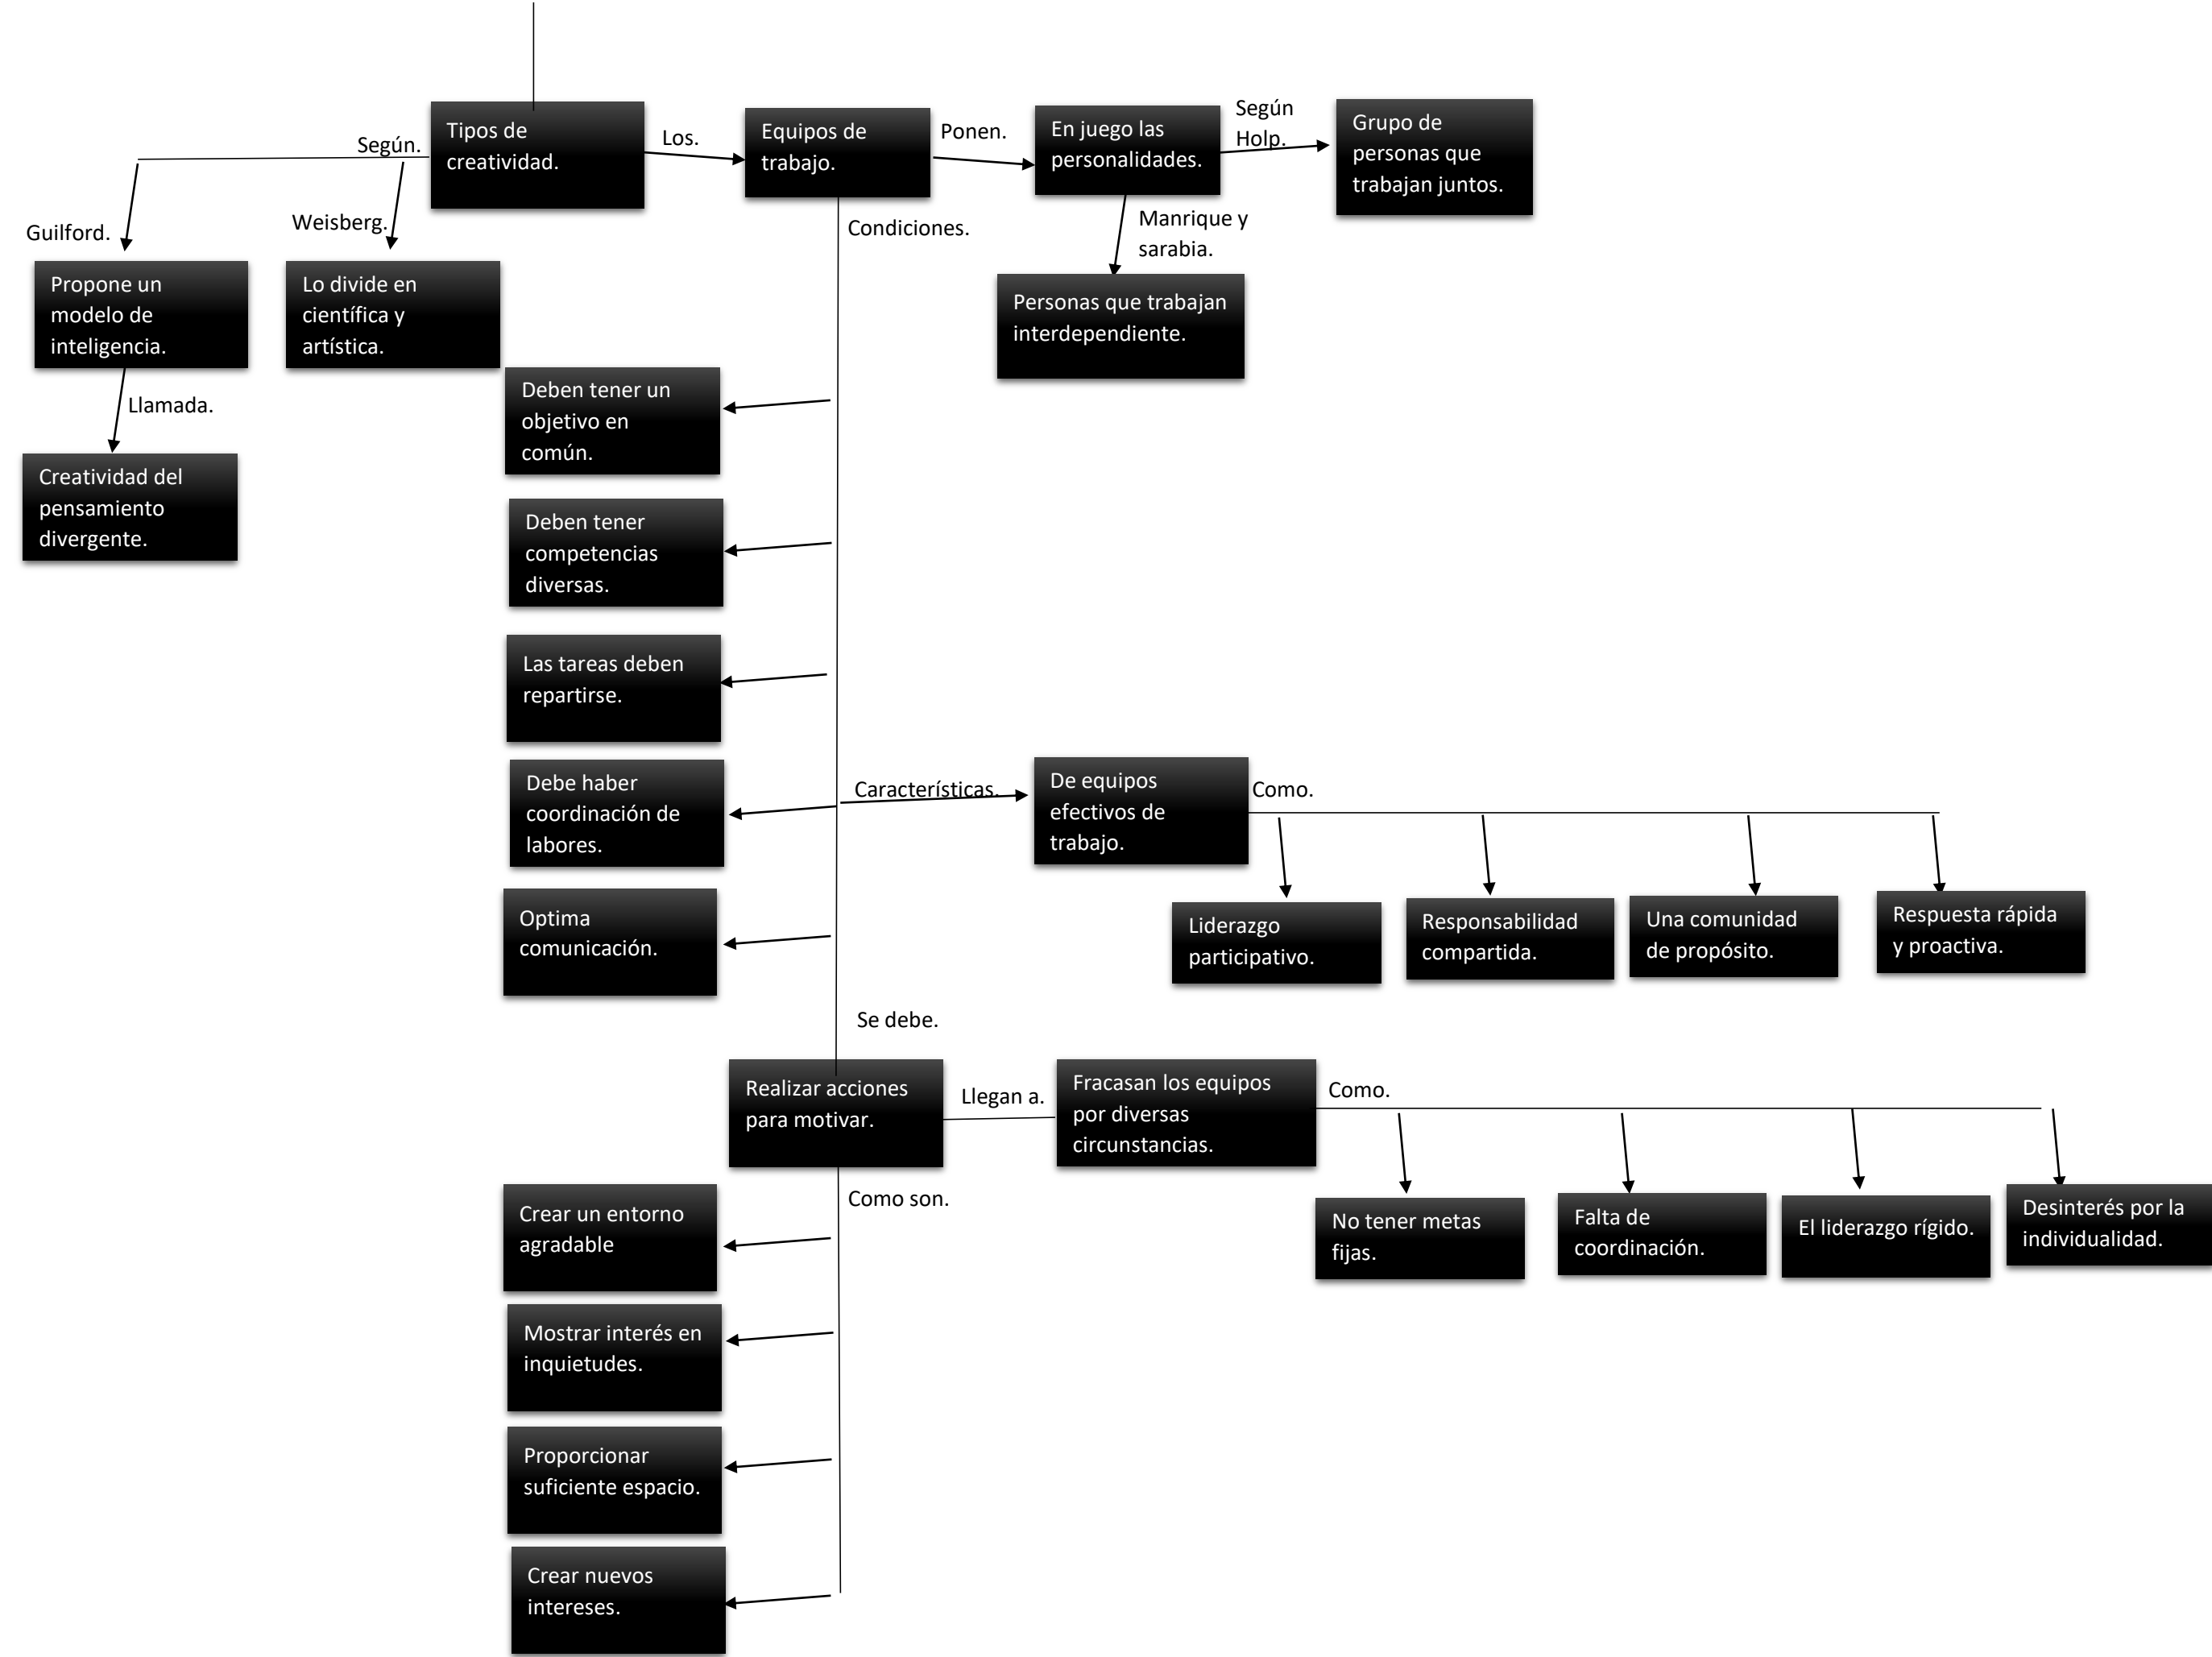 Tipos de
creatividad.
Los.
Equipos de
trabajo.
Ponen.
En juego las
personalidades.
Según
Holp.
Grupo de
personas que
trabajan juntos.
Según.
Guilford.
Weisberg.
Condiciones.
Manrique y
sarabia.
Propone un
modelo de
inteligencia.
Lo divide en
científica y
artística.
Personas que trabajan
interdependiente.
Llamada.
Creatividad del
pensamiento
divergente.
Deben tener un
objetivo en
común.
Deben tener
competencias
diversas.
Las tareas deben
repartirse.
Debe haber
coordinación de
labores.
Características.
De equipos
efectivos de
trabajo.
Como.
Liderazgo
participativo.
Responsabilidad
compartida.
Una comunidad
de propósito.
Respuesta rápida
y proactiva.
Optima
comunicación.
Se debe.
Realizar acciones
para motivar.
Llegan a.
Fracasan los equipos
por diversas
circunstancias.
Como.
No tener metas
fijas.
Falta de
coordinación.
El liderazgo rígido.
Desinterés por la
individualidad.
Como son.
Crear un entorno
agradable
Mostrar interés en
inquietudes.
Proporcionar
suficiente espacio.
Crear nuevos
intereses.